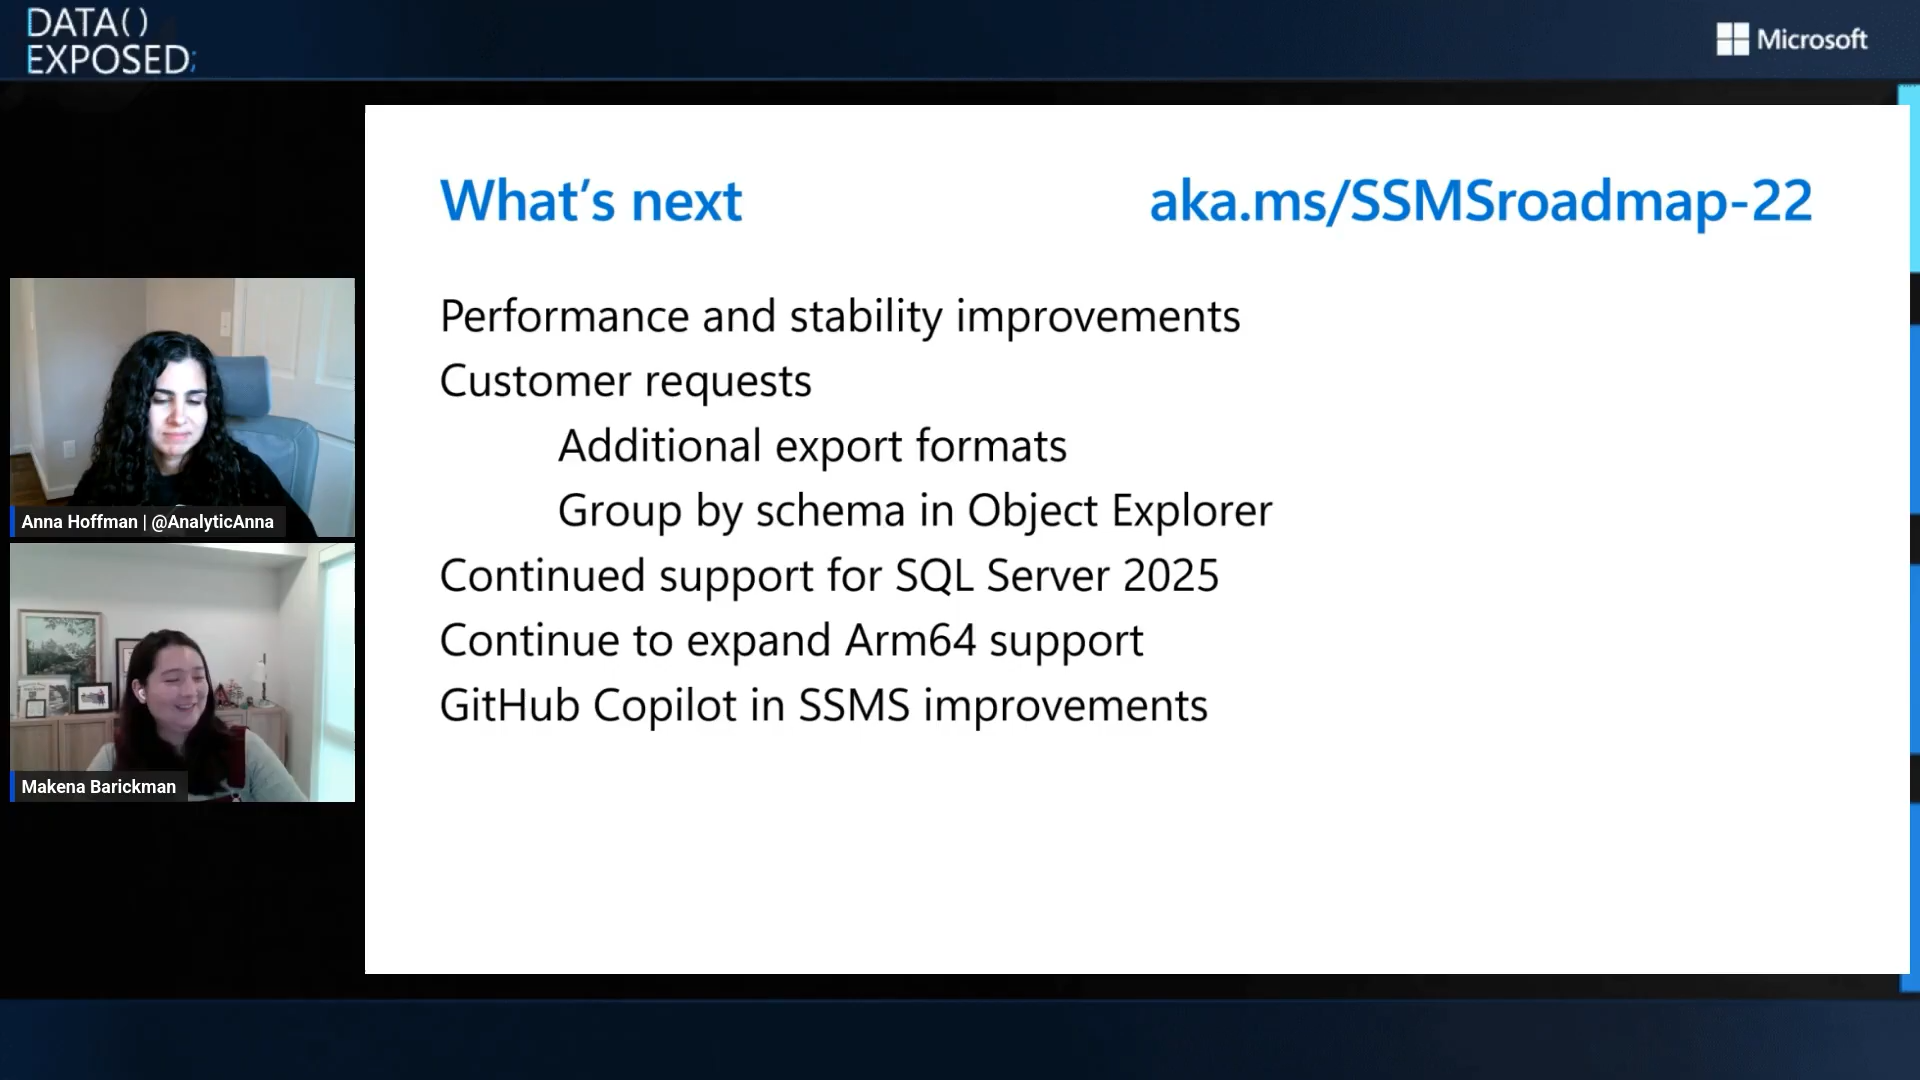 DATA()
EXPOSED;
Microsoft
What's next
aka.ms/SSMSroadmap-22
Performance and stability improvements
Customer requests
Additional export formats
Group by schema in Object Explorer
Continued support for SQL Server 2025
Continue to expand Arm64 support
GitHub Copilot in SSMS improvements
Anna Hoffman | @AnalyticAnna
Makena Barickman